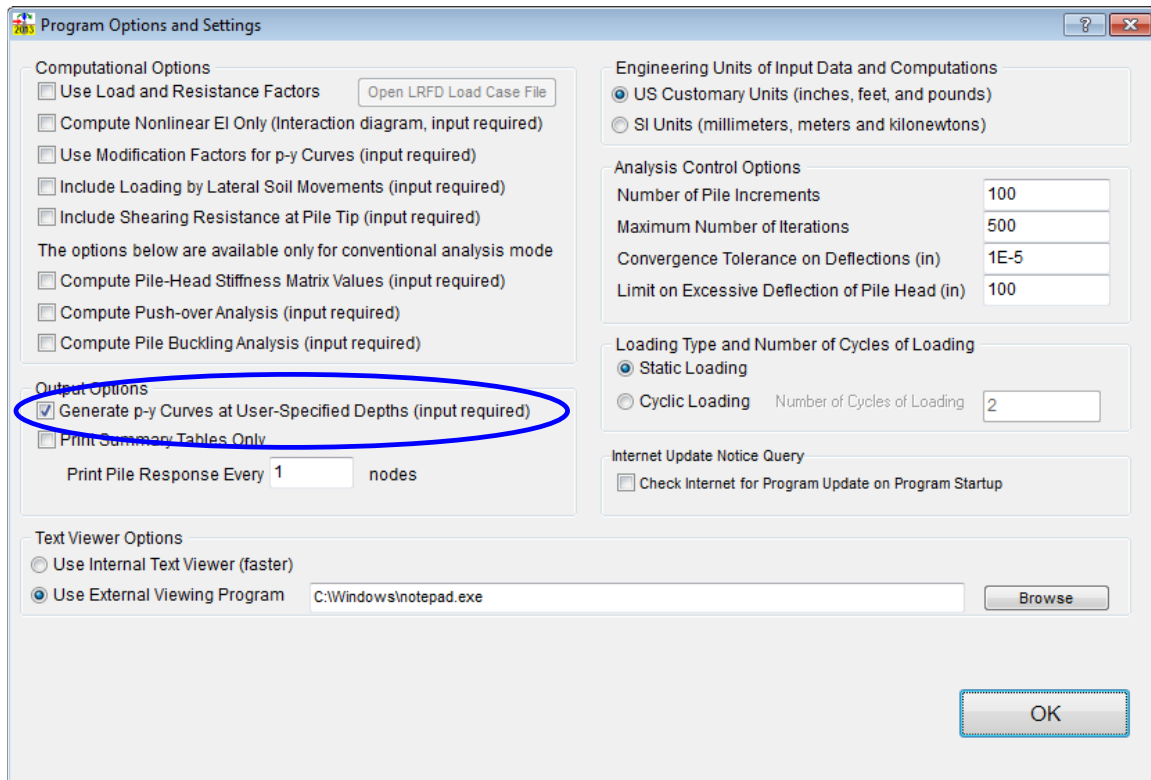 2013 Program Options and Settings
Computational Options
Use Load and Resistance Factors
Open LRFD Load Case File
Compute Nonlinear EI Only (Interaction diagram, input required)
Use Modification Factors for p-y Curves (input required)
Include Loading by Lateral Soil Movements (input required)
Include Shearing Resistance at Pile Tip (input required)
The options below are available only for conventional analysis mode
Compute Pile-Head Stiffness Matrix Values (input required)
Compute Push-over Analysis (input required)
Compute Pile Buckling Analysis (input required)
Output Options
Generate p-y Curves at User-Specified Depths (input required)
Print Summary Tables Only
Print Pile Response Every 1 nodes
Engineering Units of Input Data and Computations
US Customary Units (inches, feet, and pounds)
SI Units (millimeters, meters and kilonewtons)
Analysis Control Options
Number of Pile Increments 100
Maximum Number of Iterations 500
Convergence Tolerance on Deflections (in) 1E-5
Limit on Excessive Deflection of Pile Head (in) 100
Loading Type and Number of Cycles of Loading
Static Loading
Cyclic Loading Number of Cycles of Loading 2
Internet Update Notice Query
Check Internet for Program Update on Program Startup
Text Viewer Options
Use Internal Text Viewer (faster)
Use External Viewing Program C:\Windows\notepad.exe Browse
OK